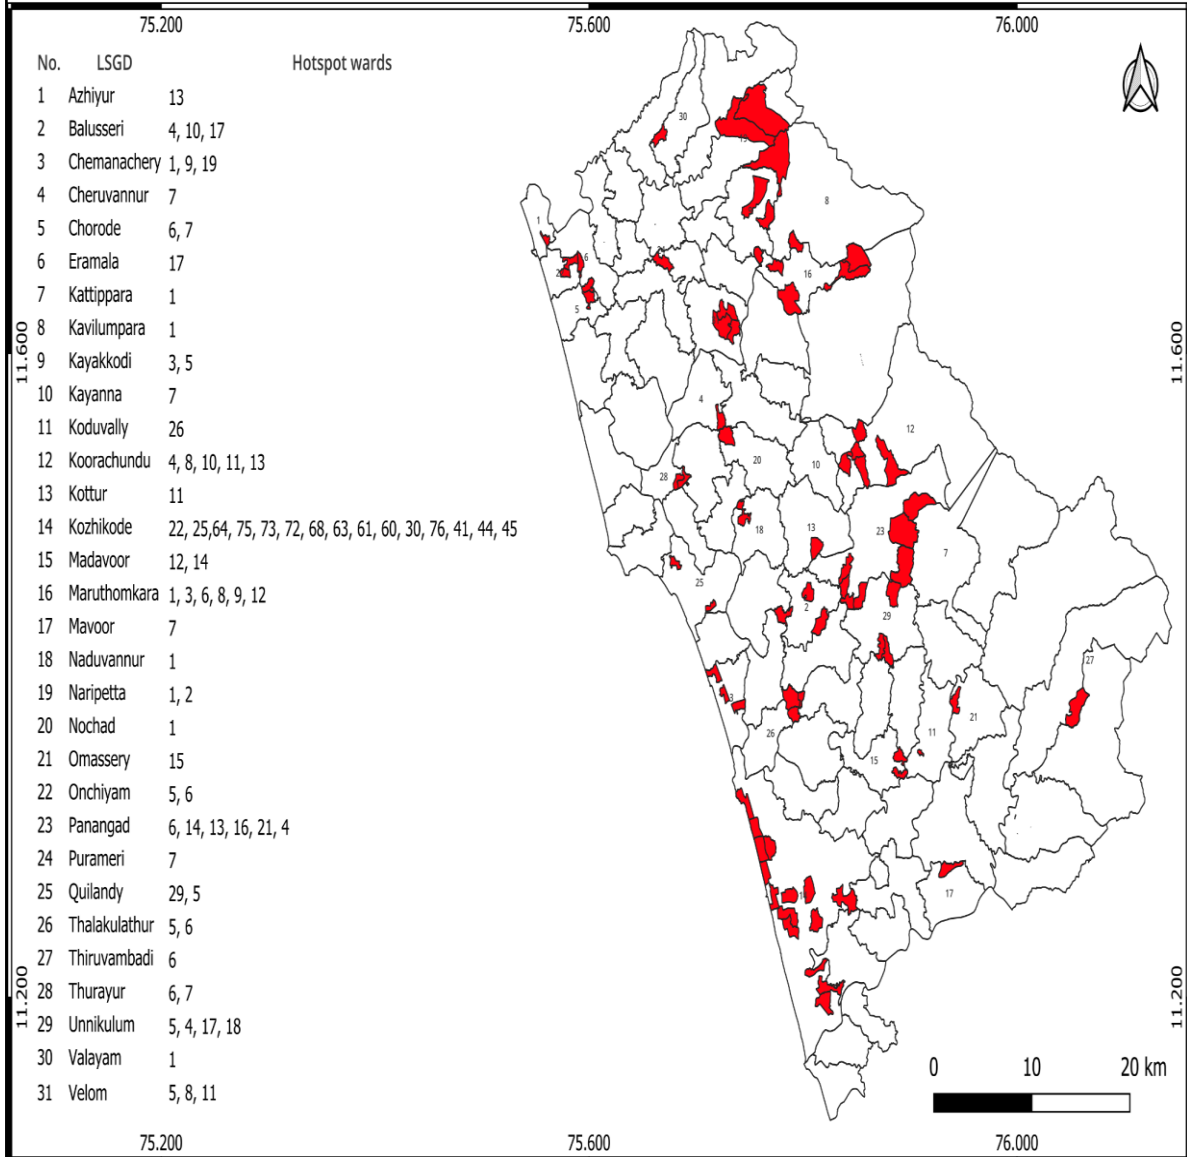 75.200 75.600 76.000
No. LSGD Hotspot wards
1 Azhiyur 13
2 Balusseri 4, 10, 17
3 Chemanachery 1, 9, 19
4 Cheruvannur 7
5 Chorode 6, 7
6 Eramala 17
7 Kattippara 1
8 Kavilumpara 1
9 Kayakkodi 3, 5
10 Kayanna 7
11 Koduvally 26
12 Koorachundu 4, 8, 10, 11, 13
13 Kottur 11
14 Kozhikode 22, 25,64, 75, 73, 72, 68, 63, 61, 60, 30, 76, 41, 44, 45
15 Madavoor 12, 14
16 Maruthomkara 1, 3, 6, 8, 9, 12
17 Mavoor 7
18 Naduvannur 1
19 Naripetta 1, 2
20 Nochad 1
21 Omassery 15
22 Onchiyam 5, 6
23 Panangad 6, 14, 13, 16, 21, 4
24 Purameri 7
25 Quilandy 29, 5
26 Thalakulathur 5, 6
27 Thiruvambadi 6
28 Thurayur 6, 7
29 Unnikulum 5, 4, 17, 18
30 Valayam 1
31 Velom 5, 8, 11
11.600
11.200
30
8
1
6
16
5
4
12
20
10
28
18
13
23
7
25
2
29
27
3
21
26
11
15
17
11.600
11.200
0 10 20 km
75.200 75.600 76.000